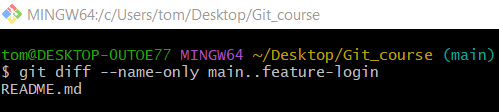 MINGW64:/c/Users/tom/Desktop/Git_course
tom@DESKTOP-OUTOE77 MINGW64 ~/Desktop/Git_course (main)
$ git diff --name-only main..feature-login
README.md